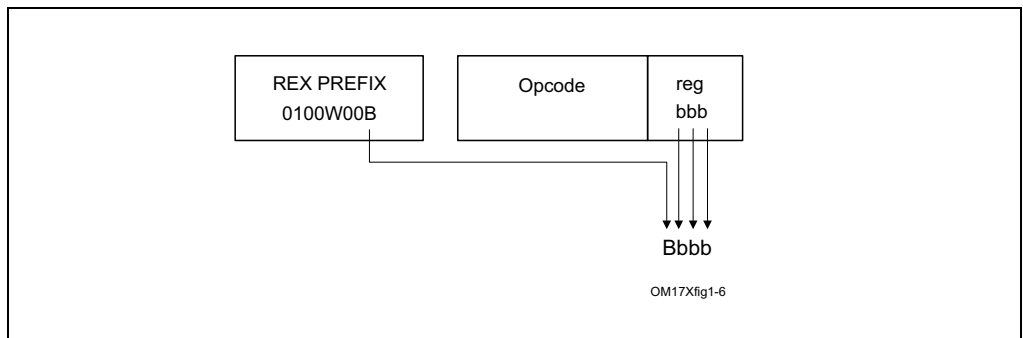 REX PREFIX
0100W00B
Opcode
reg
bbb
Bbbb
OM17Xfig1-6